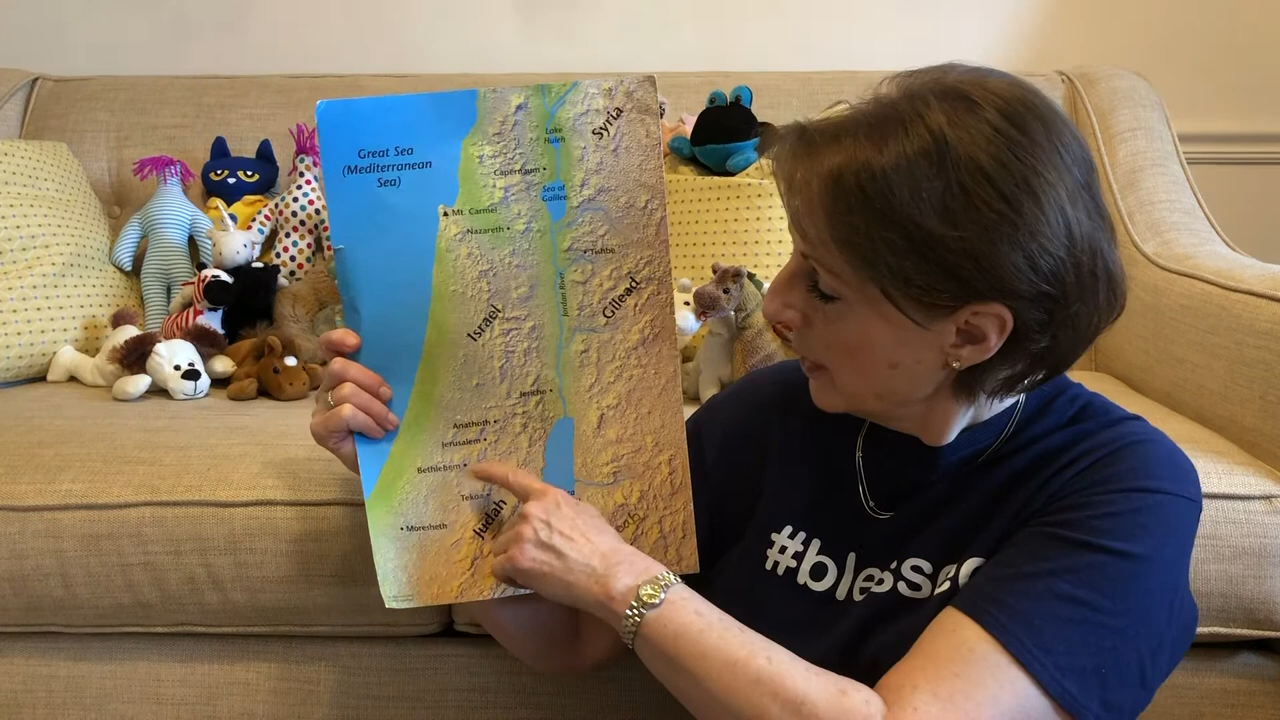 Great Sea
(Mediterranean
Sea)
Syria
Lake
Huleh
Capernaum
Sea of
Galilee
Mt. Carmel
Nazareth
Tishbe
Jordan River
Gilead
Israel
Jericho
Anathoth
Jerusalem
Bethlehem
Tekoa
Judah
Moresheth
#blessed